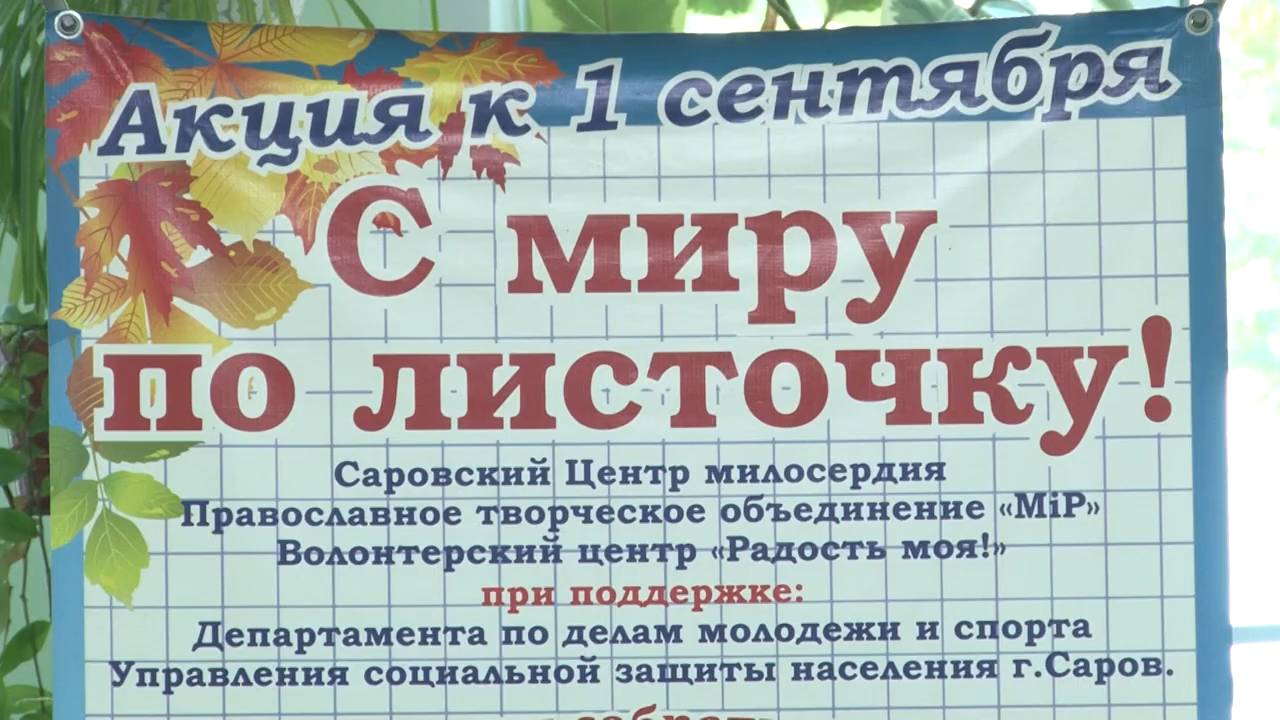 Акция к 1 сентября
С миру
по листочку!
Саровский Центр милосердия
Православное творческое объединение «МiР»
Волонтерский центр «Радость моя!»
при поддержке:
Департамента по делам молодежи и спорта
Управления социальной защиты населения г.Саров.